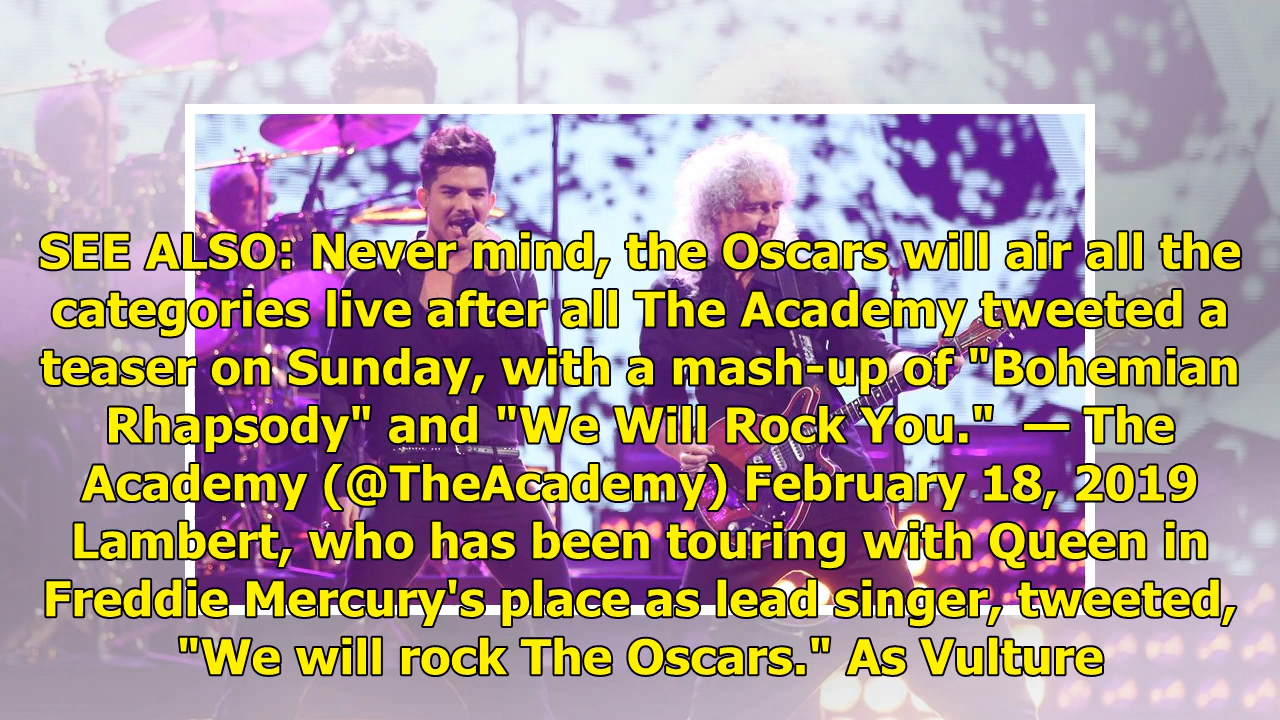 SEE ALSO: Never mind, the Oscars will air all the
categories live after all The Academy tweeted a
teaser on Sunday, with a mash-up of "Bohemian
Rhapsody" and "We Will Rock You."  — The
Academy (@TheAcademy) February 18, 2019
Lambert, who has been touring with Queen in
Freddie Mercury's place as lead singer, tweeted,
"We will rock The Oscars." As Vulture